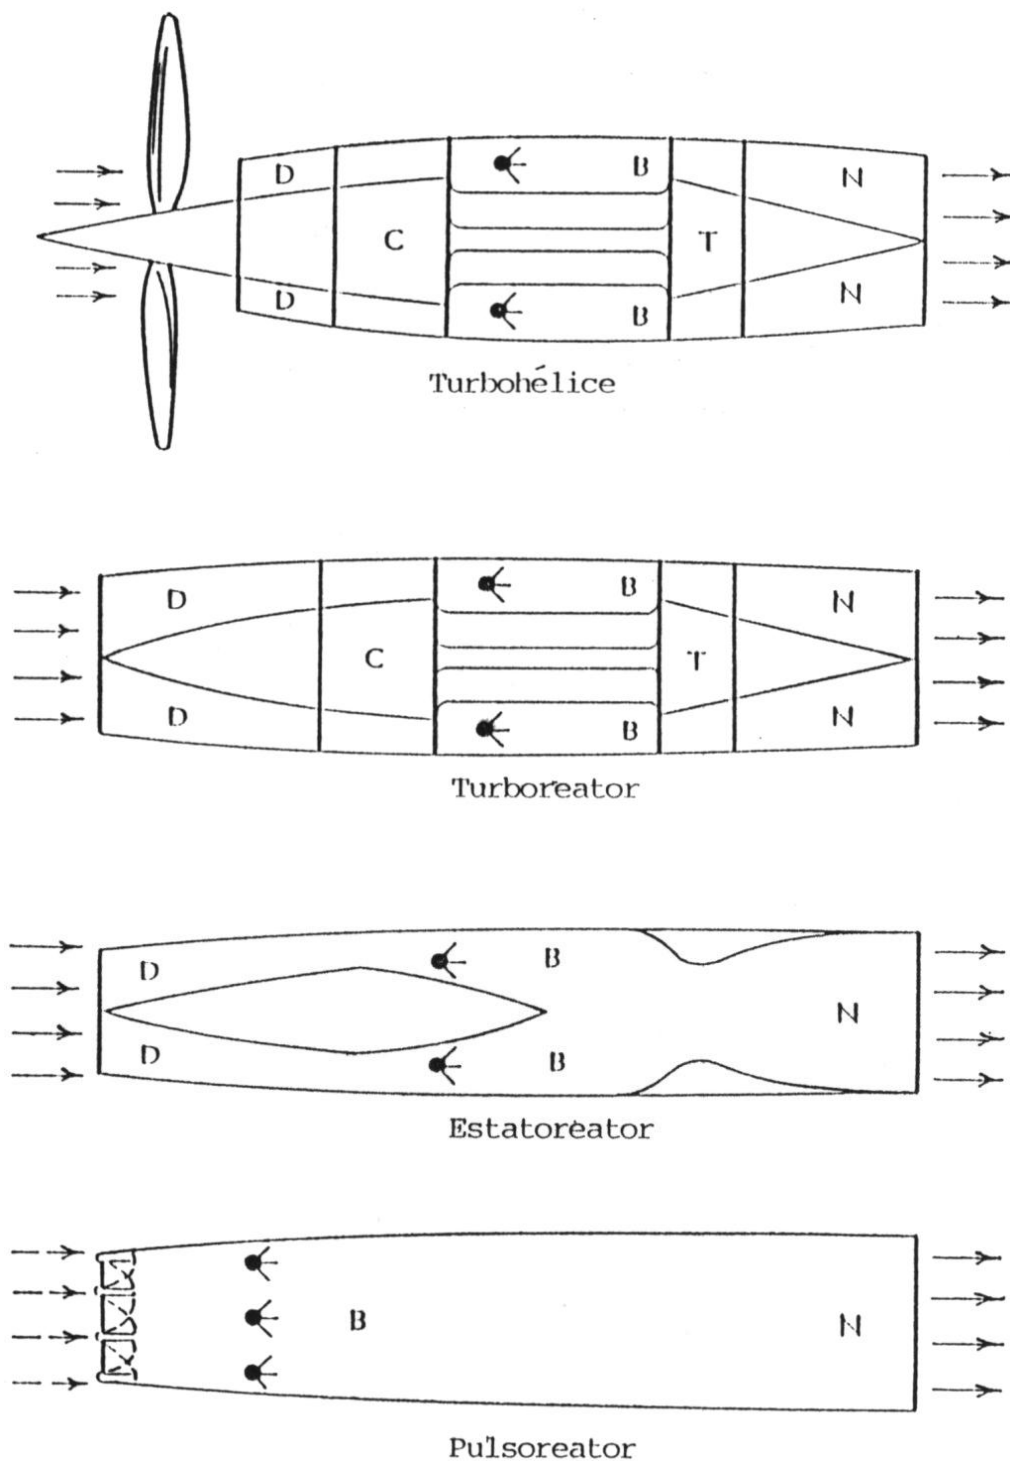 D B N
C T
D B N
Turbohélice
D B N
C T
D B N
Turboreator
D B
N
D B
Estatoreator
B N
Pulsoreator